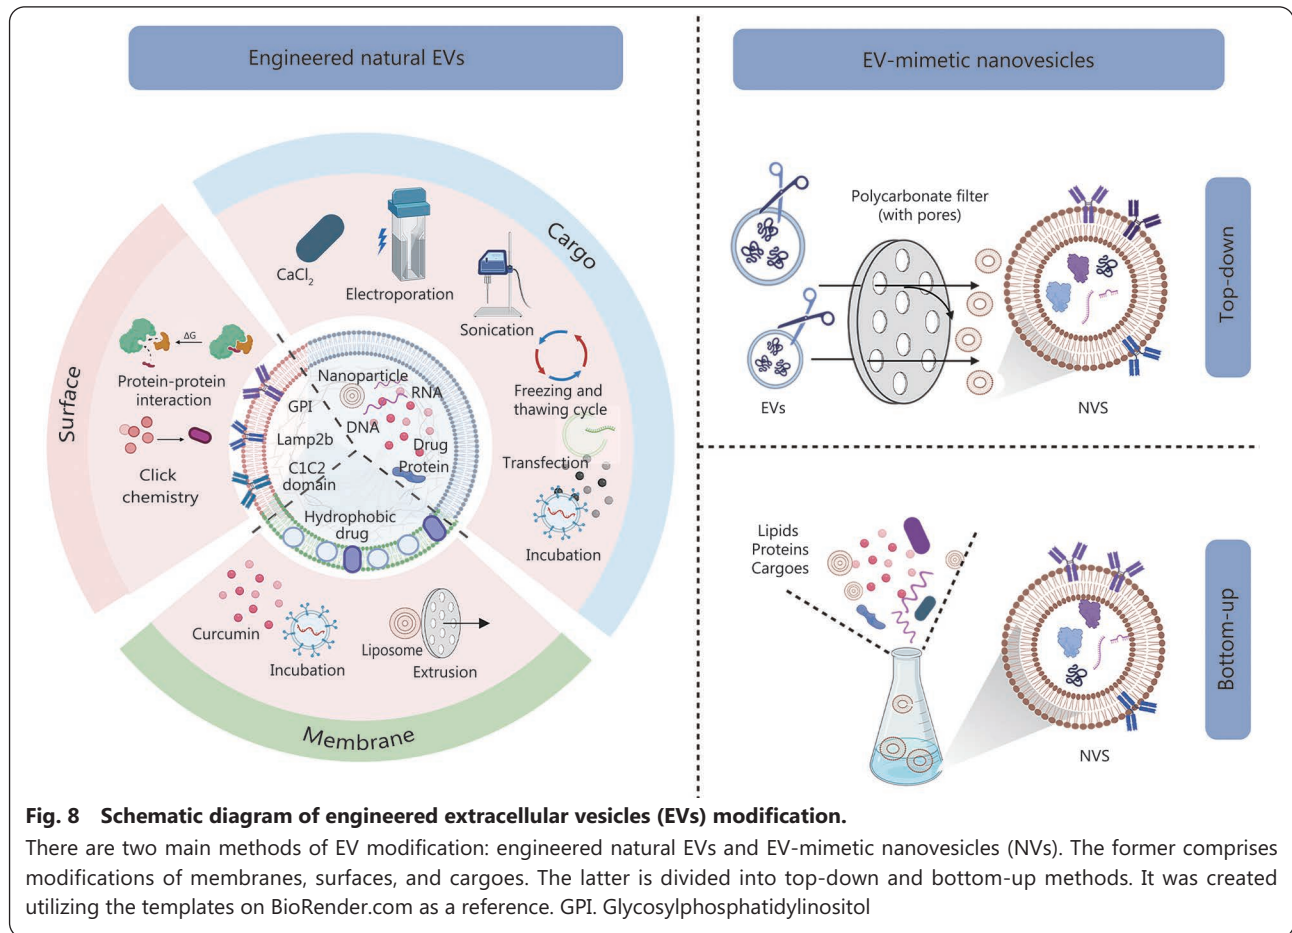 Engineered natural EVs
EV-mimetic nanovesicles
Cargo
CaCl2
Electroporation
Sonication
Freezing and
thawing cycle
Transfection
Incubation
Surface
ΔG
Protein-protein
interaction
Click
chemistry
Nanoparticle
RNA
GPI
DNA
Lamp2b
Drug
C1C2
domain
Protein
Hydrophobic
drug
Curcumin
Incubation
Liposome
Extrusion
Membrane
Polycarbonate filter
(with pores)
EVs
NVS
Top-down
Lipids
Proteins
Cargoes
NVS
Bottom-up
Fig. 8 Schematic diagram of engineered extracellular vesicles (EVs) modification.
There are two main methods of EV modification: engineered natural EVs and EV-mimetic nanovesicles (NVs). The former comprises
modifications of membranes, surfaces, and cargoes. The latter is divided into top-down and bottom-up methods. It was created
utilizing the templates on BioRender.com as a reference. GPI. Glycosylphosphatidylinositol